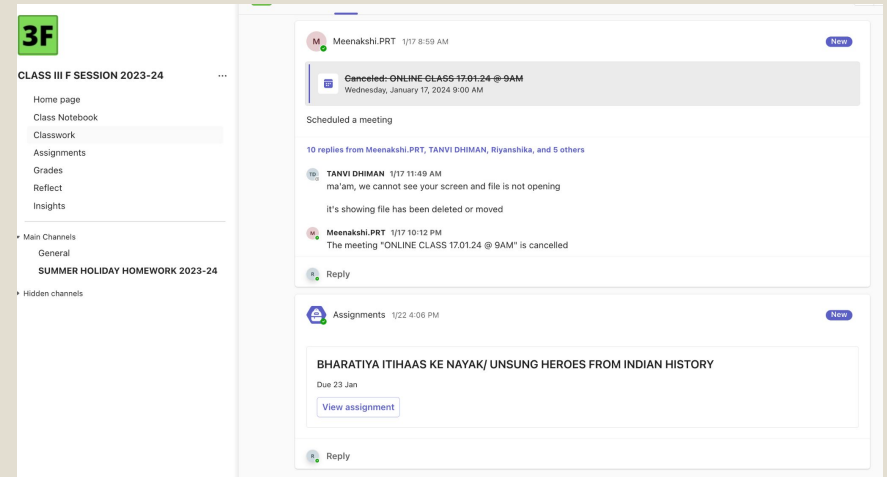 3F
CLASS III F SESSION 2023-24 ...
Home page
Class Notebook
Classwork
Assignments
Grades
Reflect
Insights
Main Channels
General
SUMMER HOLIDAY HOMEWORK 2023-24
Hidden channels
M Meenakshi.PRT 1/17 8:59 AM New
Canceled: ONLINE CLASS 17.01.24 @ 9AM
Wednesday, January 17, 2024 9:00 AM
Scheduled a meeting
10 replies from Meenakshi.PRT, TANVI DHIMAN, Riyanshika, and 5 others
TD TANVI DHIMAN 1/17 11:49 AM
ma'am, we cannot see your screen and file is not opening
it's showing file has been deleted or moved
M Meenakshi.PRT 1/17 10:12 PM
The meeting "ONLINE CLASS 17.01.24 @ 9AM" is cancelled
R Reply
Assignments 1/22 4:06 PM New
BHARATIYA ITIHAAS KE NAYAK/ UNSUNG HEROES FROM INDIAN HISTORY
Due 23 Jan
View assignment
R Reply